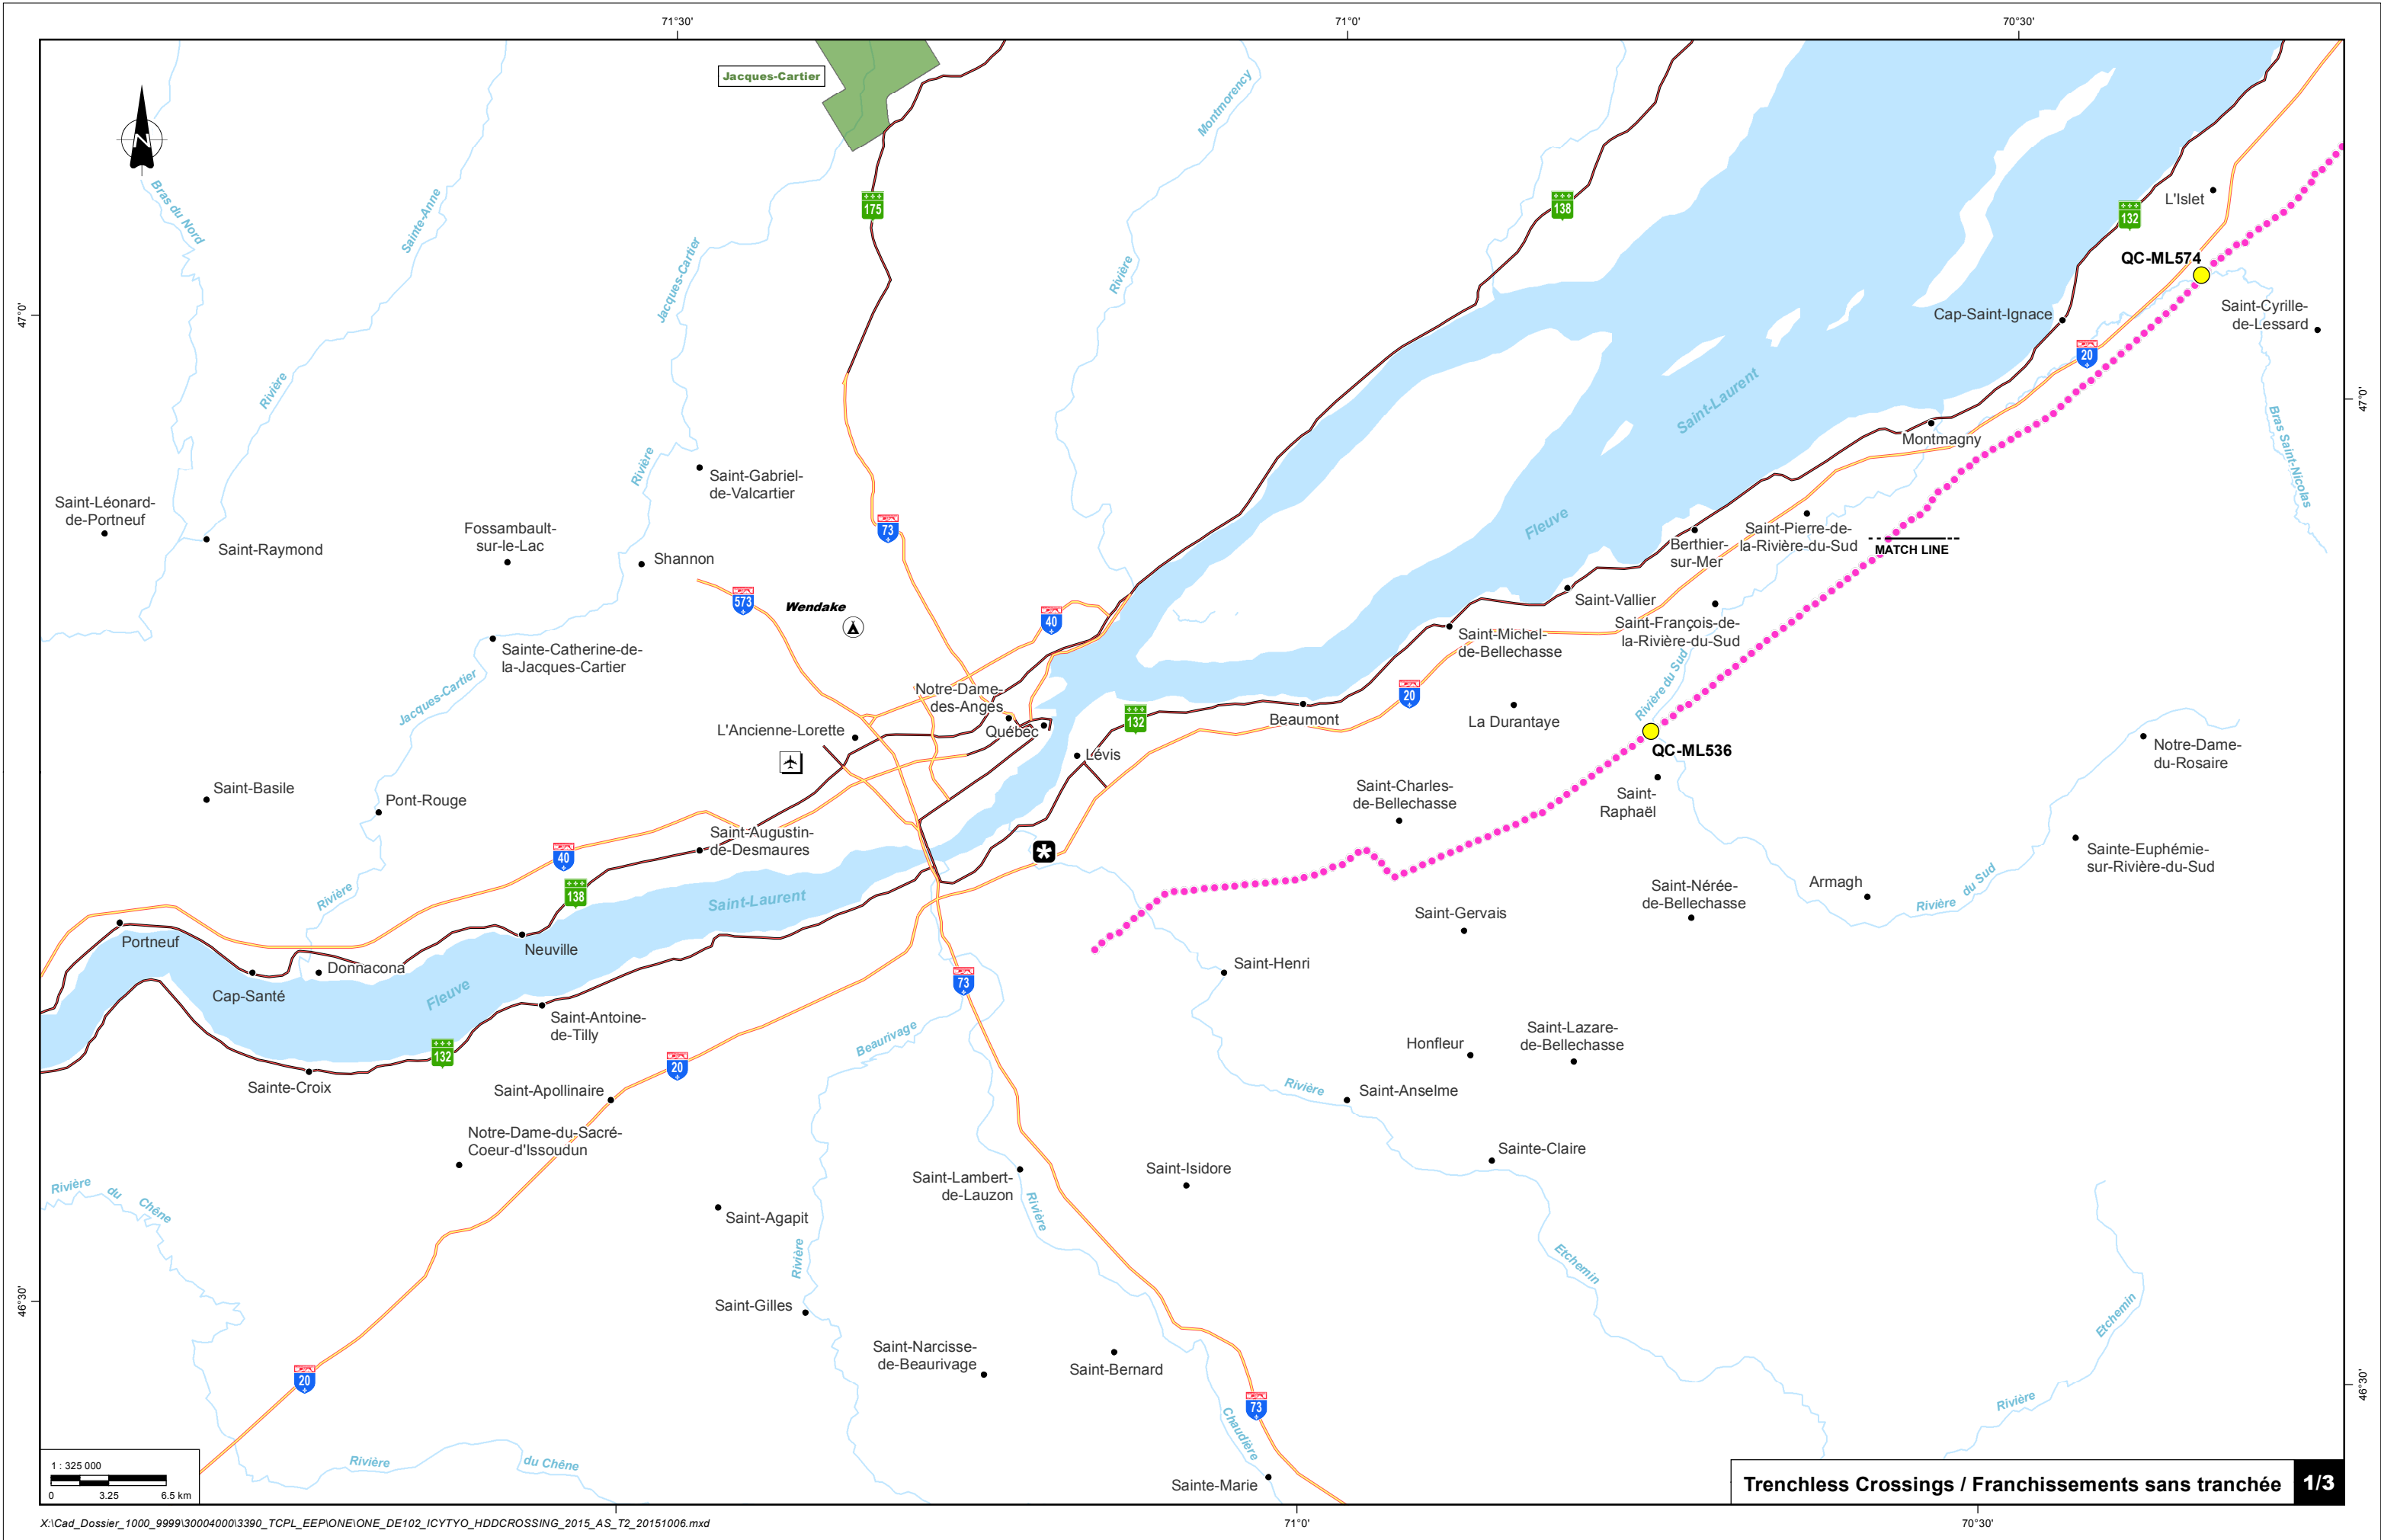 71°30'
71°0'
70°30'
Jacques-Cartier
N
Bras du Nord
Sainte-Anne
Rivière
Jacques-Cartier
Rivière
Montmorency
Rivière
175
138
132
L'Islet
QC-ML574
Saint-Cyrille-
de-Lessard
Cap-Saint-Ignace
20
47°0'
47°0'
Bras Saint-Nicolas
Montmagny
Saint-Laurent
Fleuve
Saint-Gabriel-
de-Valcartier
Saint-Léonard-
de-Portneuf
Saint-Raymond
Fossambault-
sur-le-Lac
Shannon
73
573
Wendake
40
Berthier-
sur-Mer
Saint-Pierre-de-
la-Rivière-du-Sud
MATCH LINE
Saint-Vallier
Saint-François-de-
la-Rivière-du-Sud
Saint-Michel-
de-Bellechasse
Rivière du Sud
Sainte-Catherine-de-
la-Jacques-Cartier
Jacques-Cartier
Notre-Dame-
des-Anges
Québec
L'Ancienne-Lorette
132
Lévis
Beaumont
20
La Durantaye
QC-ML536
Saint-
Raphaël
Notre-Dame-
du-Rosaire
Saint-Basile
Pont-Rouge
Saint-Charles-
de-Bellechasse
Saint-Augustin-
de-Desmaures
40
138
Rivière
Saint-Laurent
Sainte-Euphémie-
sur-Rivière-du-Sud
Armagh
Rivière
du Sud
Saint-Nérée-
de-Bellechasse
Saint-Gervais
Portneuf
Neuville
Donnacona
Cap-Santé
Fleuve
Saint-Henri
73
Saint-Antoine-
de-Tilly
132
20
Beaurivage
Sainte-Croix
Saint-Apollinaire
Honfleur
Saint-Lazare-
de-Bellechasse
Rivière
Saint-Anselme
Notre-Dame-du-Sacré-
Coeur-d'Issoudun
Sainte-Claire
Saint-Lambert-
de-Lauzon
Saint-Isidore
Rivière
Rivière
du
Chêne
Saint-Agapit
Rivière
Etchemin
Etchemin
Saint-Gilles
46°30'
46°30'
20
Saint-Narcisse-
de-Beaurivage
Saint-Bernard
73
Chaudière
Rivière
Rivière
du Chêne
Sainte-Marie
1 : 325 000
0 3.25 6.5 km
Trenchless Crossings / Franchissements sans tranchée 1/3
X:\Cad_Dossier_1000_9999\30004000\3390_TCPL_EEP\ONE\ONE_DE102_ICYTYO_HDDCROSSING_2015_AS_T2_20151006.mxd
71°0'
70°30'